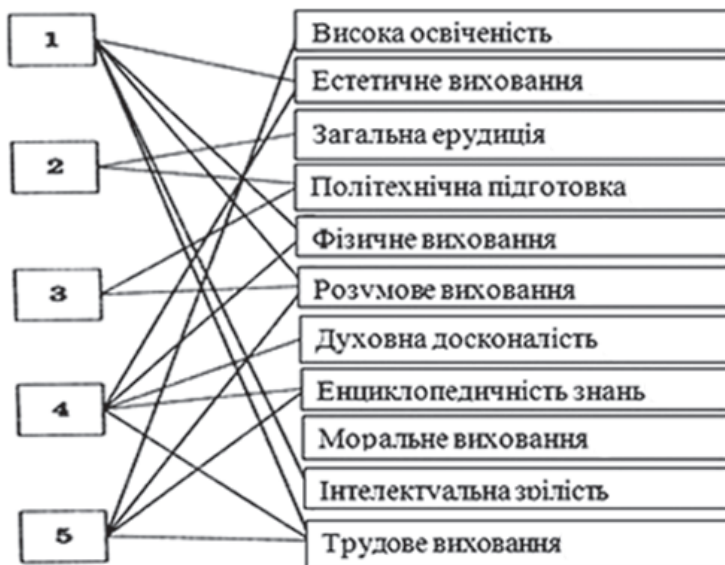 1
Висока освіченість
Естетичне виховання
2
Загальна ерудиція
Політехнічна підготовка
Фізичне виховання
3
Розумове виховання
Духовна досконалість
4
Енциклопедичність знань
Моральне виховання
Інтелектуальна зрілість
5
Трудове виховання